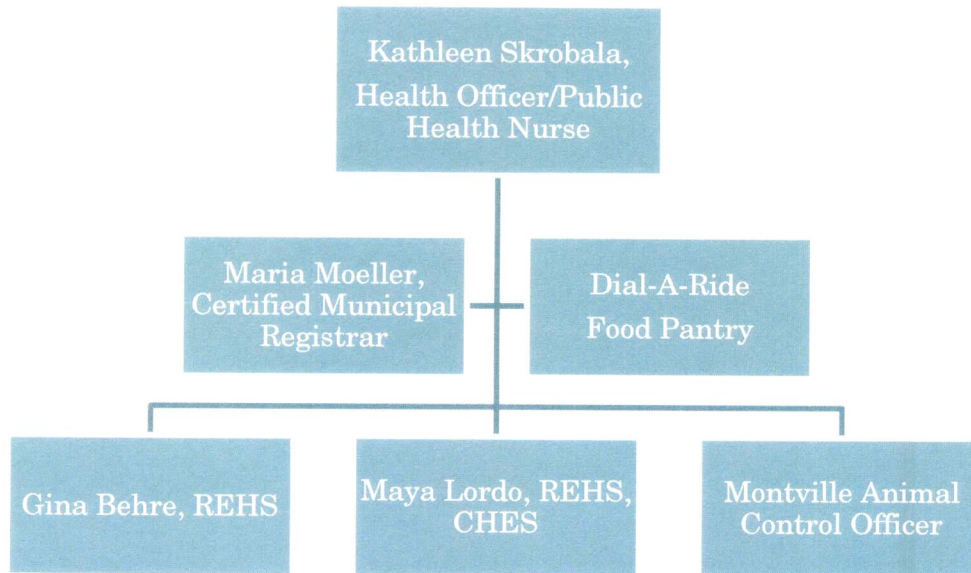 Kathleen Skrobala,
Health Officer/Public
Health Nurse
Maria Moeller,
Certified Municipal
Registrar
Dial-A-Ride
Food Pantry
Gina Behre, REHS
Maya Lordo, REHS,
CHES
Montville Animal
Control Officer